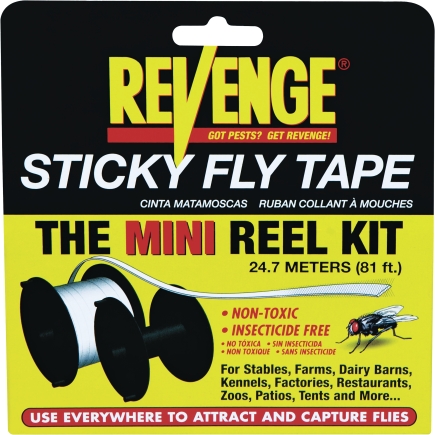 REVENGE®
GOT PESTS? GET REVENGE!
STICKY FLY TAPE
CINTA MATAMOSCAS RUBAN COLLANT À MOUCHES
THE MINI REEL KIT
24.7 METERS (81 ft.)
• NON-TOXIC
• INSECTICIDE FREE
• NO TÓXICA • SIN INSECTICIDA
• NON TOXIQUE • SANS INSECTICIDE
For Stables, Farms, Dairy Barns,
Kennels, Factories, Restaurants,
Zoos, Patios, Tents and More...
USE EVERYWHERE TO ATTRACT AND CAPTURE FLIES